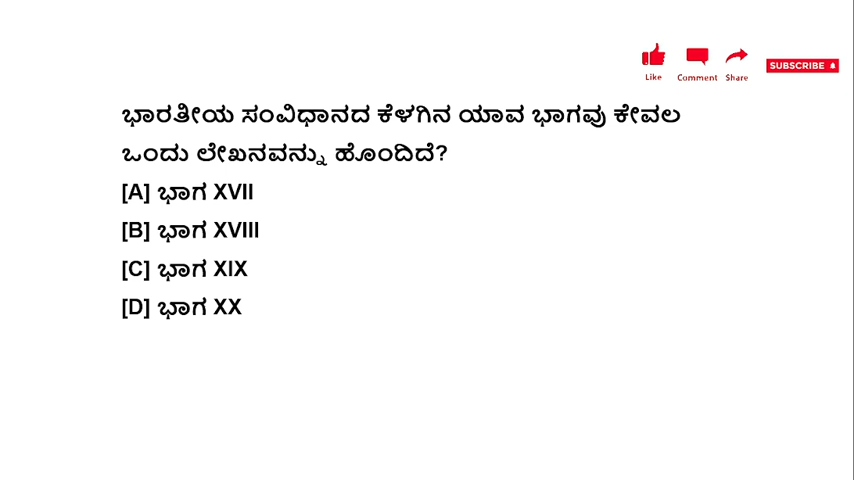 Like Comment Share SUBSCRIBE
ಭಾರತೀಯ ಸಂವಿಧಾನದ ಕೆಳಗಿನ ಯಾವ ಭಾಗವು ಕೇವಲ
ಒಂದು ಲೇಖನವನ್ನು ಹೊಂದಿದೆ?
[A] ಭಾಗ XVII
[B] ಭಾಗ XVIII
[C] ಭಾಗ XIX
[D] ಭಾಗ XX